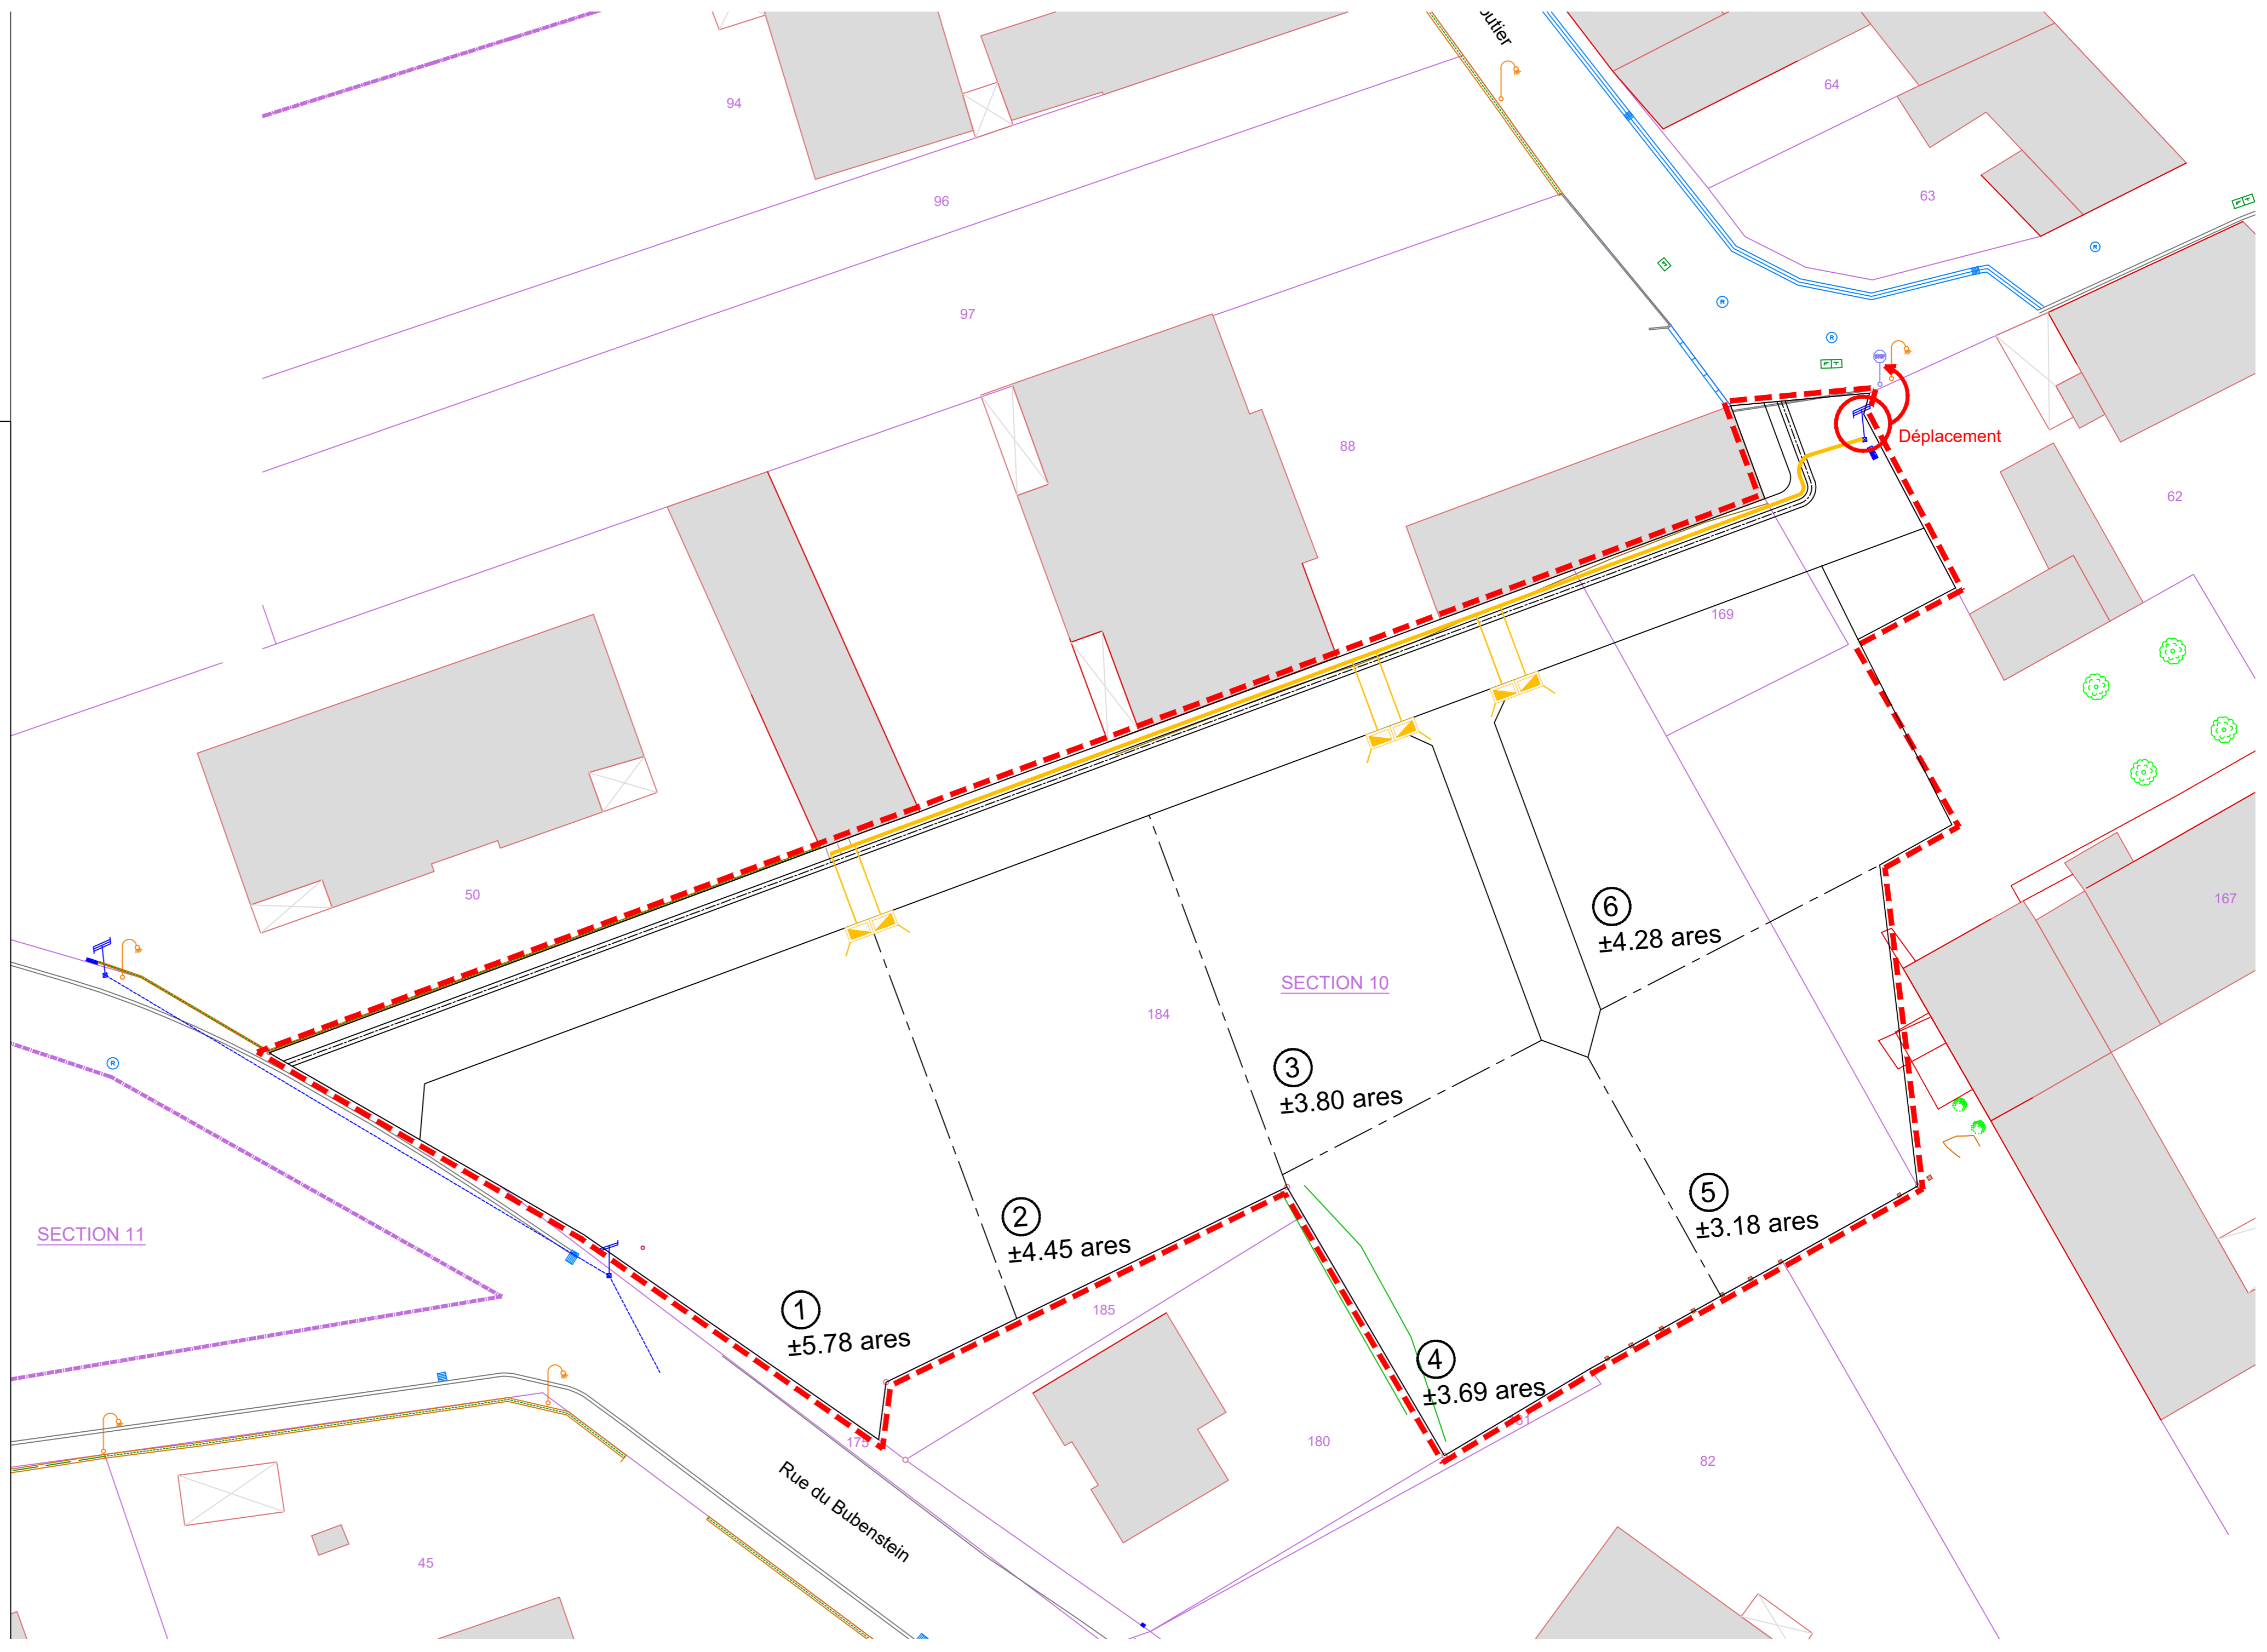 94
64
96
63
97
88
Déplacement
62
169
50
167
6
±4.28 ares
SECTION 10
184
3
±3.80 ares
5
±3.18 ares
2
±4.45 ares
SECTION 11
1
±5.78 ares
185
4
±3.69 ares
175
180
82
Rue du Bubenstein
45
R
R
R
R